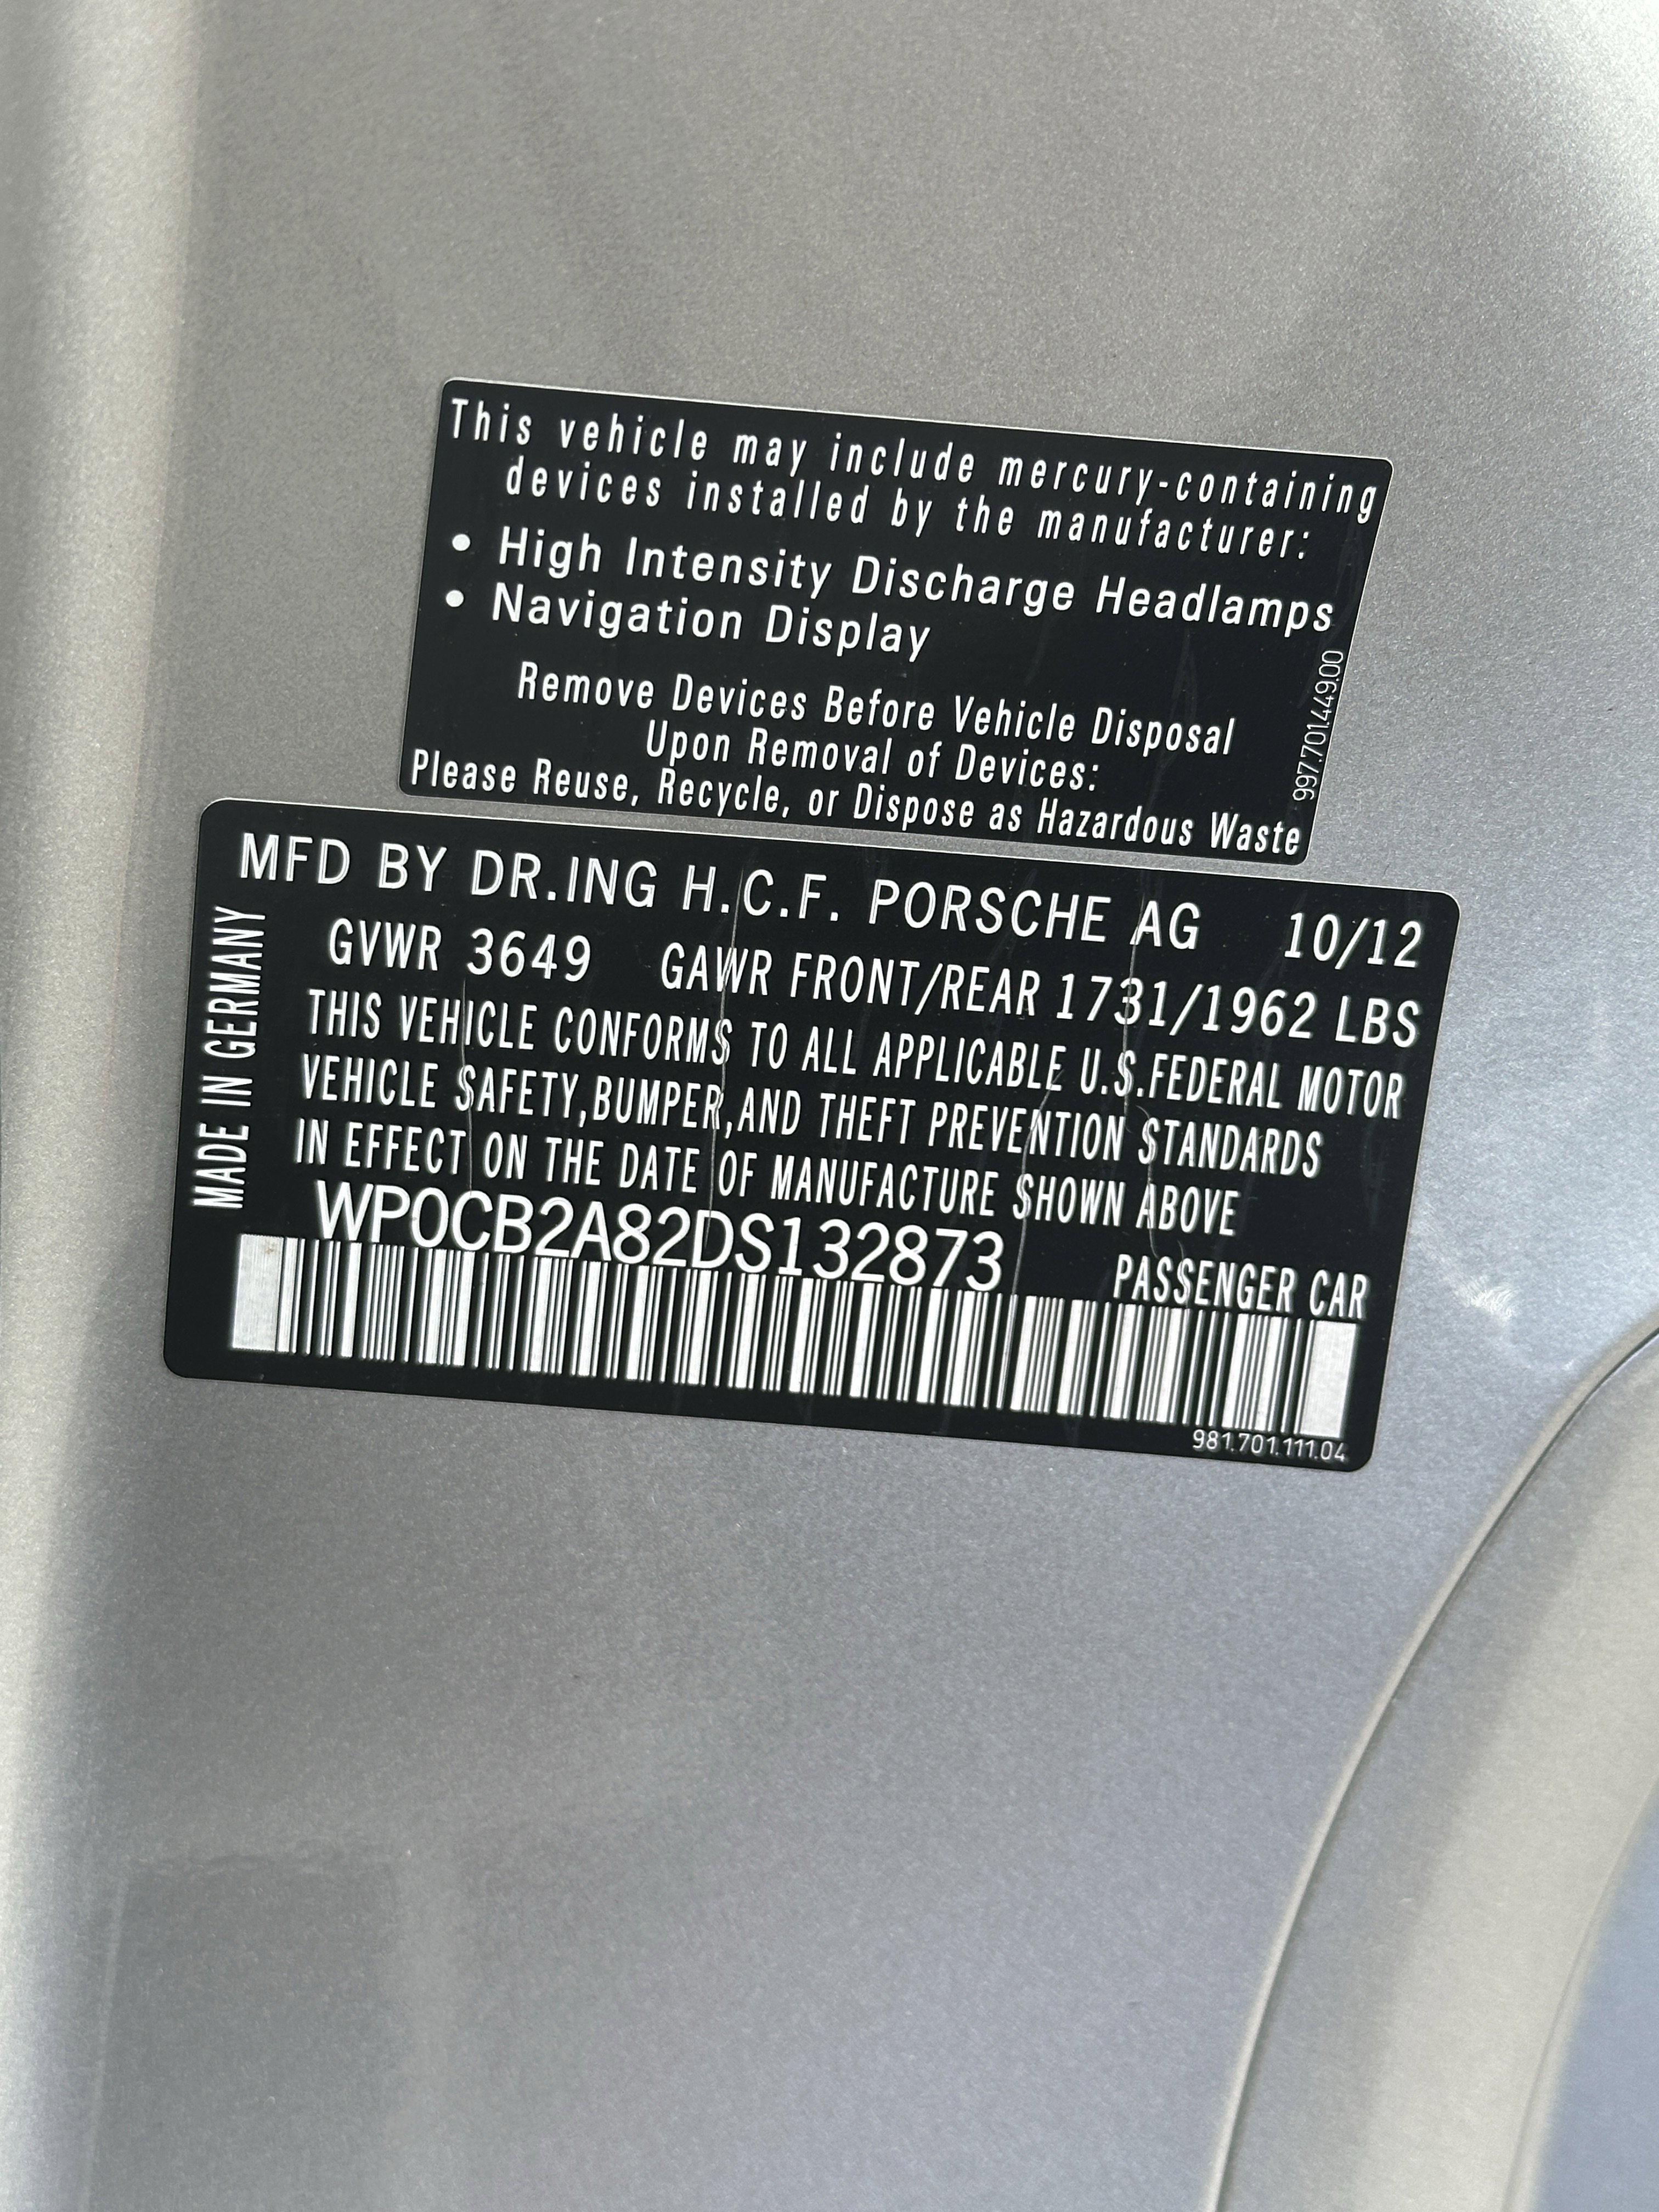 This vehicle may include mercury-containing
devices installed by the manufacturer:
• High Intensity Discharge Headlamps
• Navigation Display
Remove Devices Before Vehicle Disposal
Upon Removal of Devices:
Please Reuse, Recycle, or Dispose as Hazardous Waste
997.701.449.00
MFD BY DR.ING H.C.F. PORSCHE AG 10/12
GVWR 3649 GAWR FRONT/REAR 1731/1962 LBS
THIS VEHICLE CONFORMS TO ALL APPLICABLE U.S.FEDERAL MOTOR
VEHICLE SAFETY,BUMPER,AND THEFT PREVENTION STANDARDS
IN EFFECT ON THE DATE OF MANUFACTURE SHOWN ABOVE
WP0CB2A82DS132873 PASSENGER CAR
981.701.111.04
MADE IN GERMANY